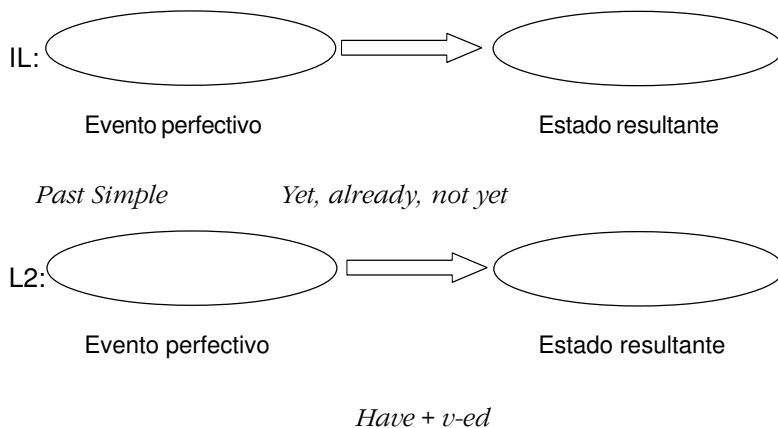 IL:
Evento perfectivo Estado resultante
Past Simple Yet, already, not yet
L2:
Evento perfectivo Estado resultante
Have + v-ed